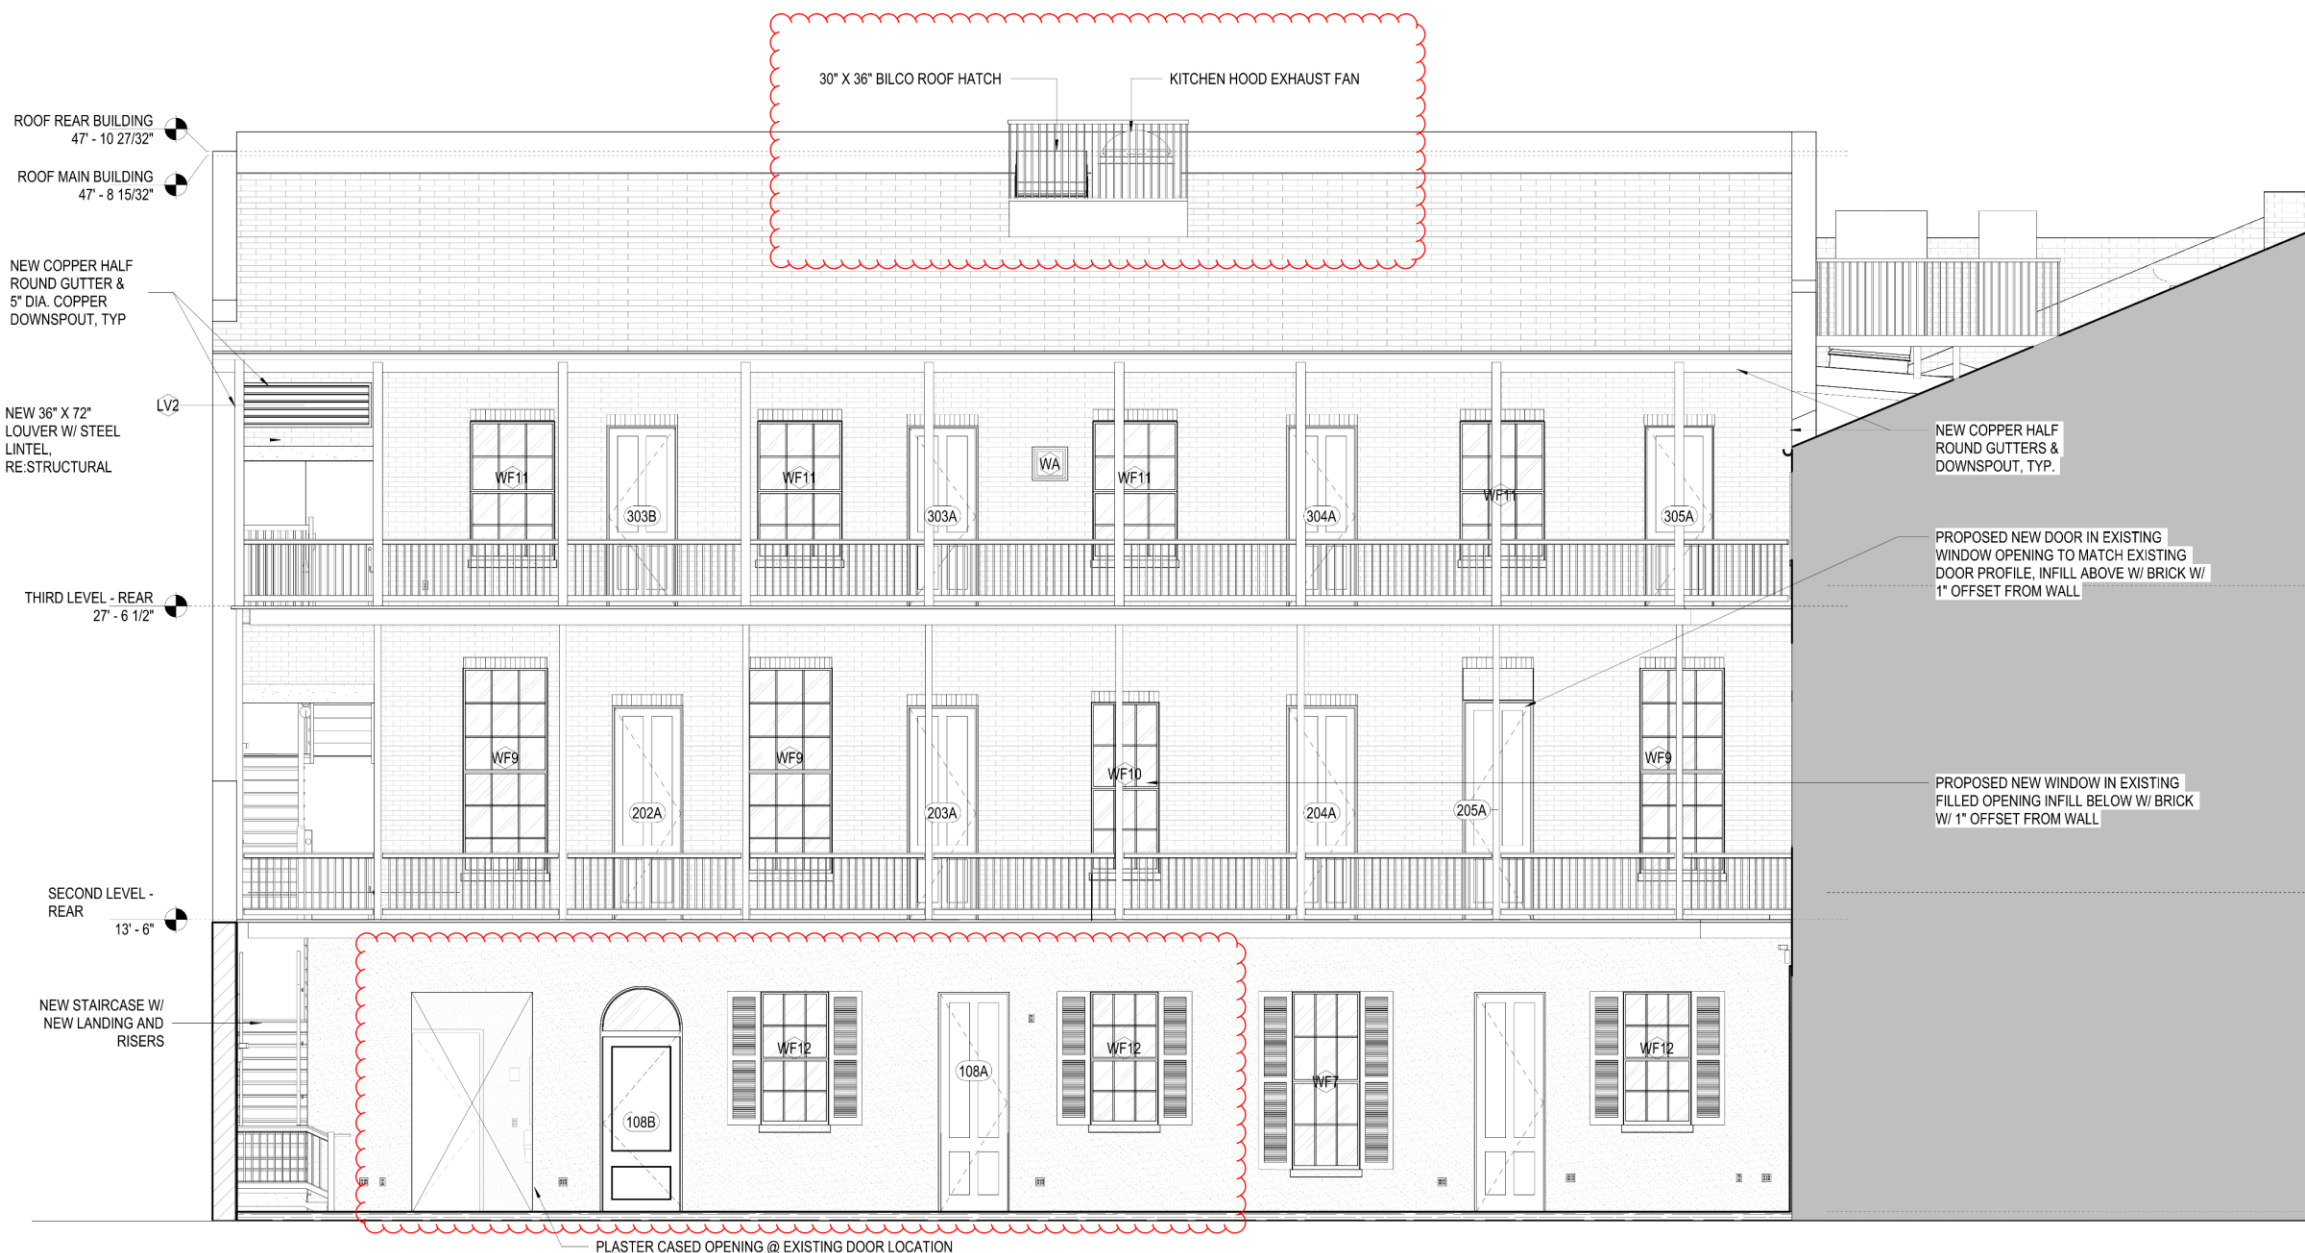 30" X 36" BILCO ROOF HATCH
KITCHEN HOOD EXHAUST FAN
ROOF REAR BUILDING
47' - 10 27/32"
ROOF MAIN BUILDING
47' - 8 15/32"
NEW COPPER HALF
ROUND GUTTER &
5" DIA. COPPER
DOWNSPOUT, TYP
LV2
NEW 36" X 72"
LOUVER W/ STEEL
LINTEL,
RE:STRUCTURAL
NEW COPPER HALF
ROUND GUTTERS &
DOWNSPOUT, TYP.
WF11
WF11
WA
WF11
WF11
303B
303A
304A
305A
PROPOSED NEW DOOR IN EXISTING
WINDOW OPENING TO MATCH EXISTING
DOOR PROFILE, INFILL ABOVE W/ BRICK W/
1" OFFSET FROM WALL
THIRD LEVEL - REAR
27' - 6 1/2"
WF9
WF9
WF10
WF9
202A
203A
204A
205A
PROPOSED NEW WINDOW IN EXISTING
FILLED OPENING INFILL BELOW W/ BRICK
W/ 1" OFFSET FROM WALL
SECOND LEVEL -
REAR
13' - 6"
NEW STAIRCASE W/
NEW LANDING AND
RISERS
WF12
WF12
WF12
108A
WF7
108B
PLASTER CASED OPENING @ EXISTING DOOR LOCATION